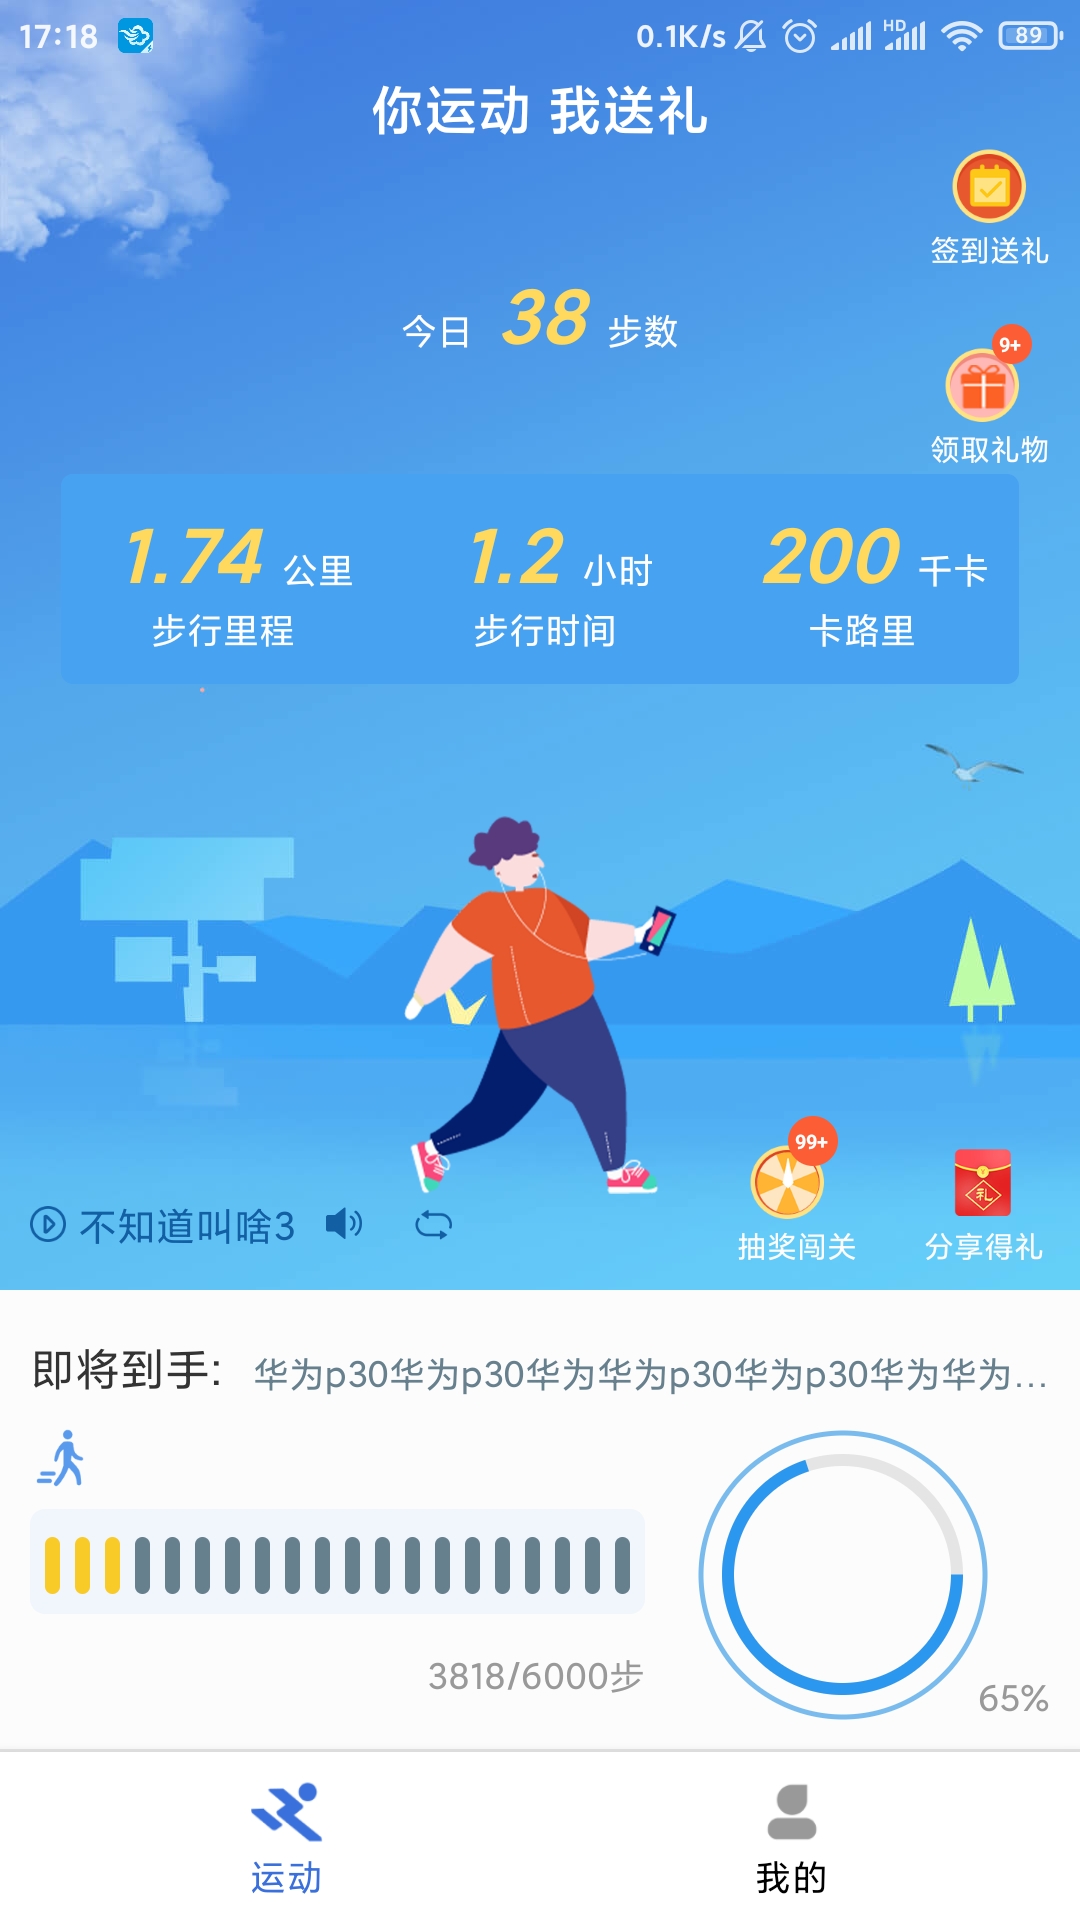 17:18
0.1K/s HD 89
你运动 我送礼
签到送礼
今日 38 步数
9+
领取礼物
1.74 公里 1.2 小时 200 千卡
步行里程 步行时间 卡路里
99+
礼
不知道叫啥3
抽奖闯关 分享得礼
即将到手: 华为p30华为p30华为华为p30华为p30华为华为...
3818/6000步
65%
运动 我的